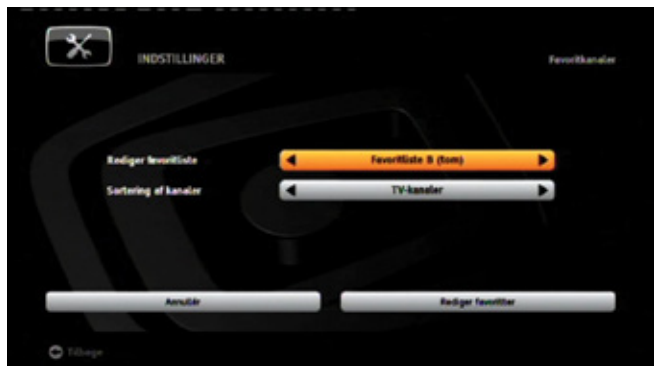 INDSTILLINGER
Favoritkanaler
Rediger favoritliste
Favoritliste B (tom)
Sortering af kanaler
TV-kanaler
Annullér
Rediger favoritter
Tilbage